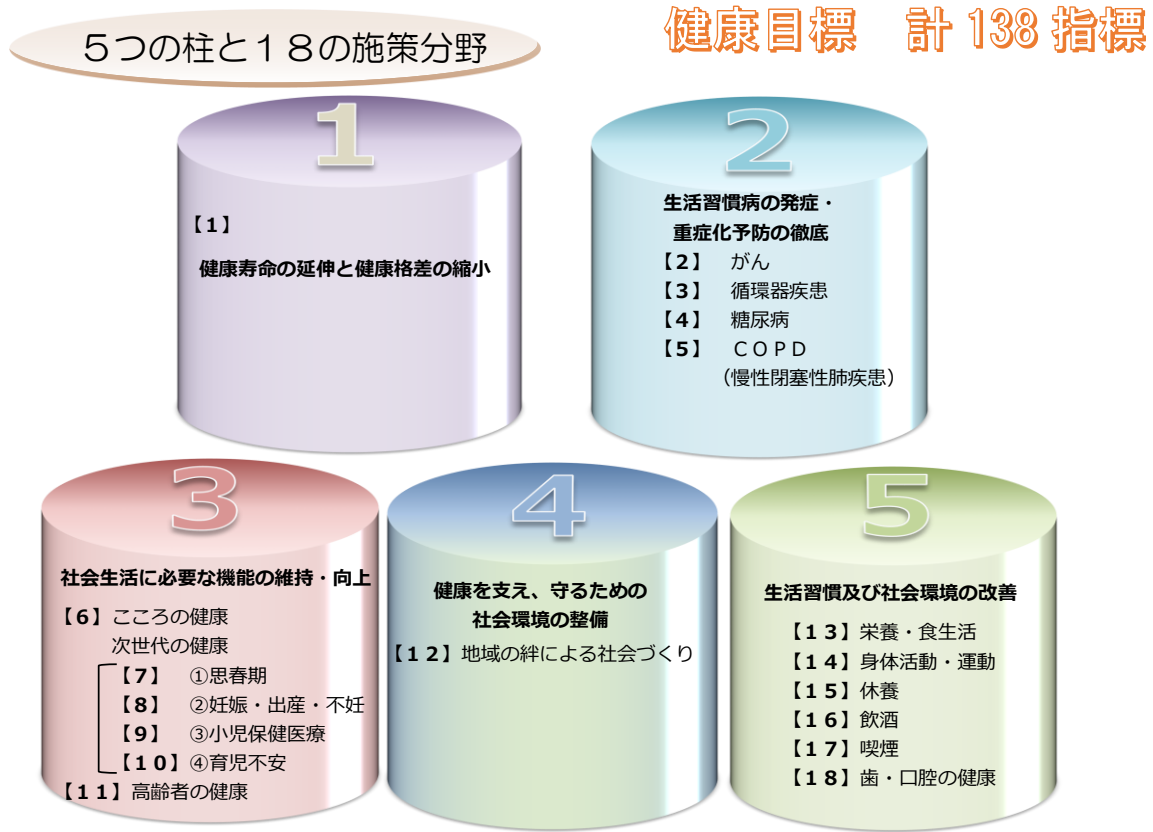 5つの柱と18の施策分野
健康目標　計 138 指標
1
【1】
健康寿命の延伸と健康格差の縮小
2
生活習慣病の発症・
重症化予防の徹底
【2】　がん
【3】　循環器疾患
【4】　糖尿病
【5】　ＣＯＰＤ
（慢性閉塞性肺疾患）
3
社会生活に必要な機能の維持・向上
【6】こころの健康
次世代の健康
【7】　①思春期
【8】　②妊娠・出産・不妊
【9】　③小児保健医療
【10】④育児不安
【11】高齢者の健康
4
健康を支え、守るための
社会環境の整備
【12】地域の絆による社会づくり
5
生活習慣及び社会環境の改善
【13】栄養・食生活
【14】身体活動・運動
【15】休養
【16】飲酒
【17】喫煙
【18】歯・口腔の健康